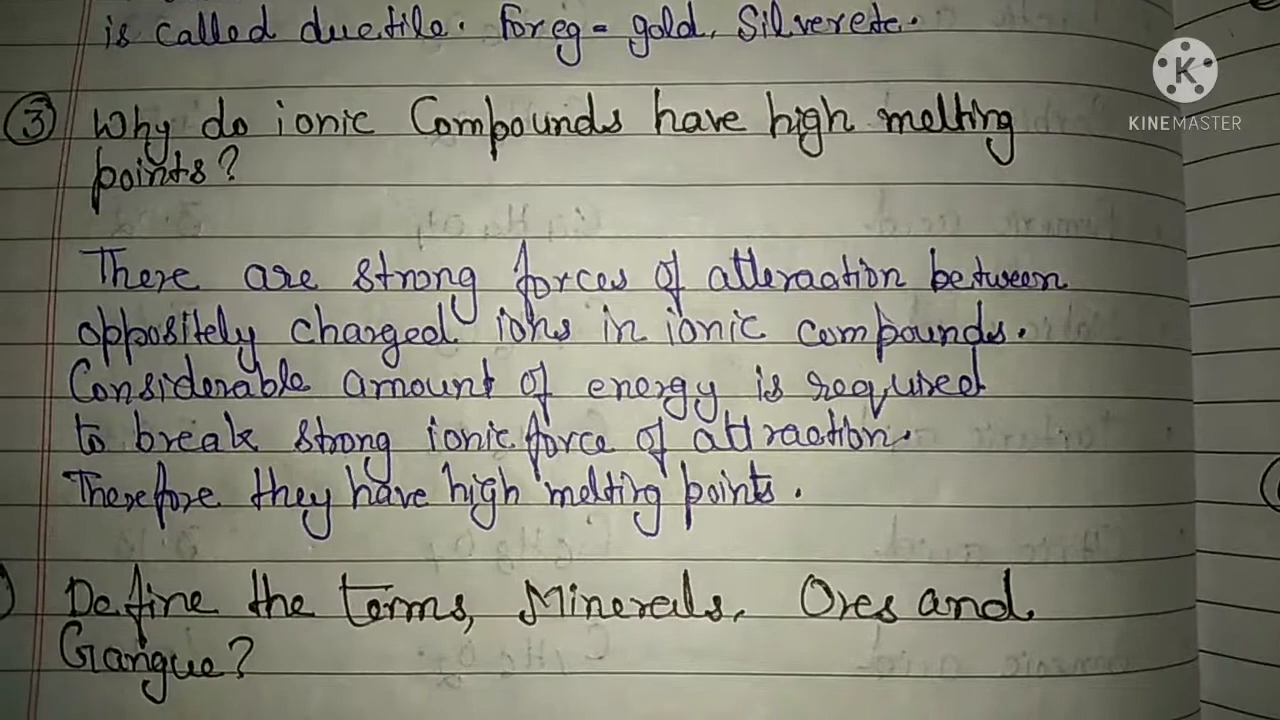 is called ductile. For eg - gold, Silver etc.
K
KINEMASTER
③ Why do ionic Compounds have high melting
points?
There are strong forces of atteraction between
oppositely charged ions in ionic compounds.
Considerable amount of energy is required
to break strong ionic force of attraction.
Therefore they have high melting points.
Define the terms, Minerals, Ores and
Gangue?